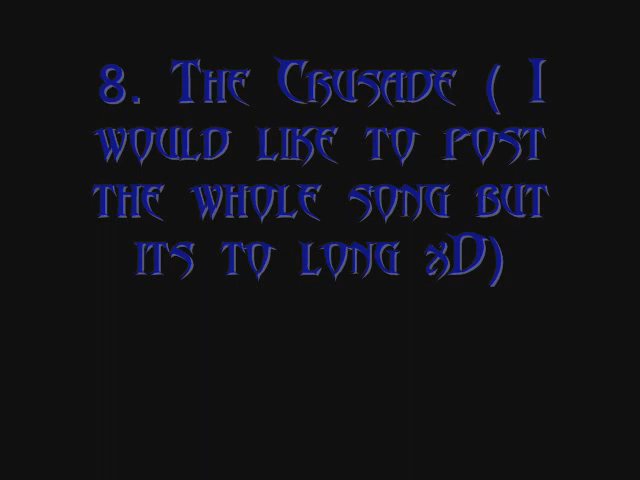 8. The Crusade ( I
would like to post
the whole song but
its to long xD)